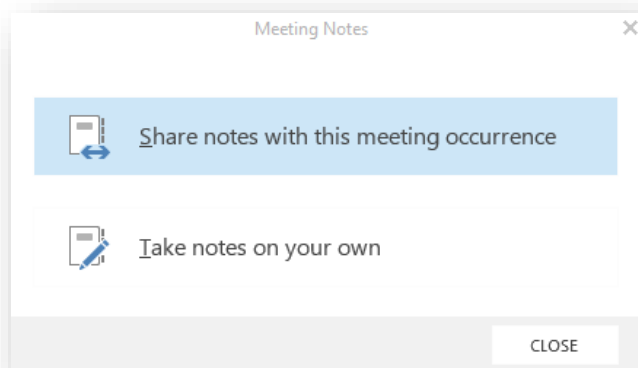 Meeting Notes
Share notes with this meeting occurrence
Take notes on your own
CLOSE